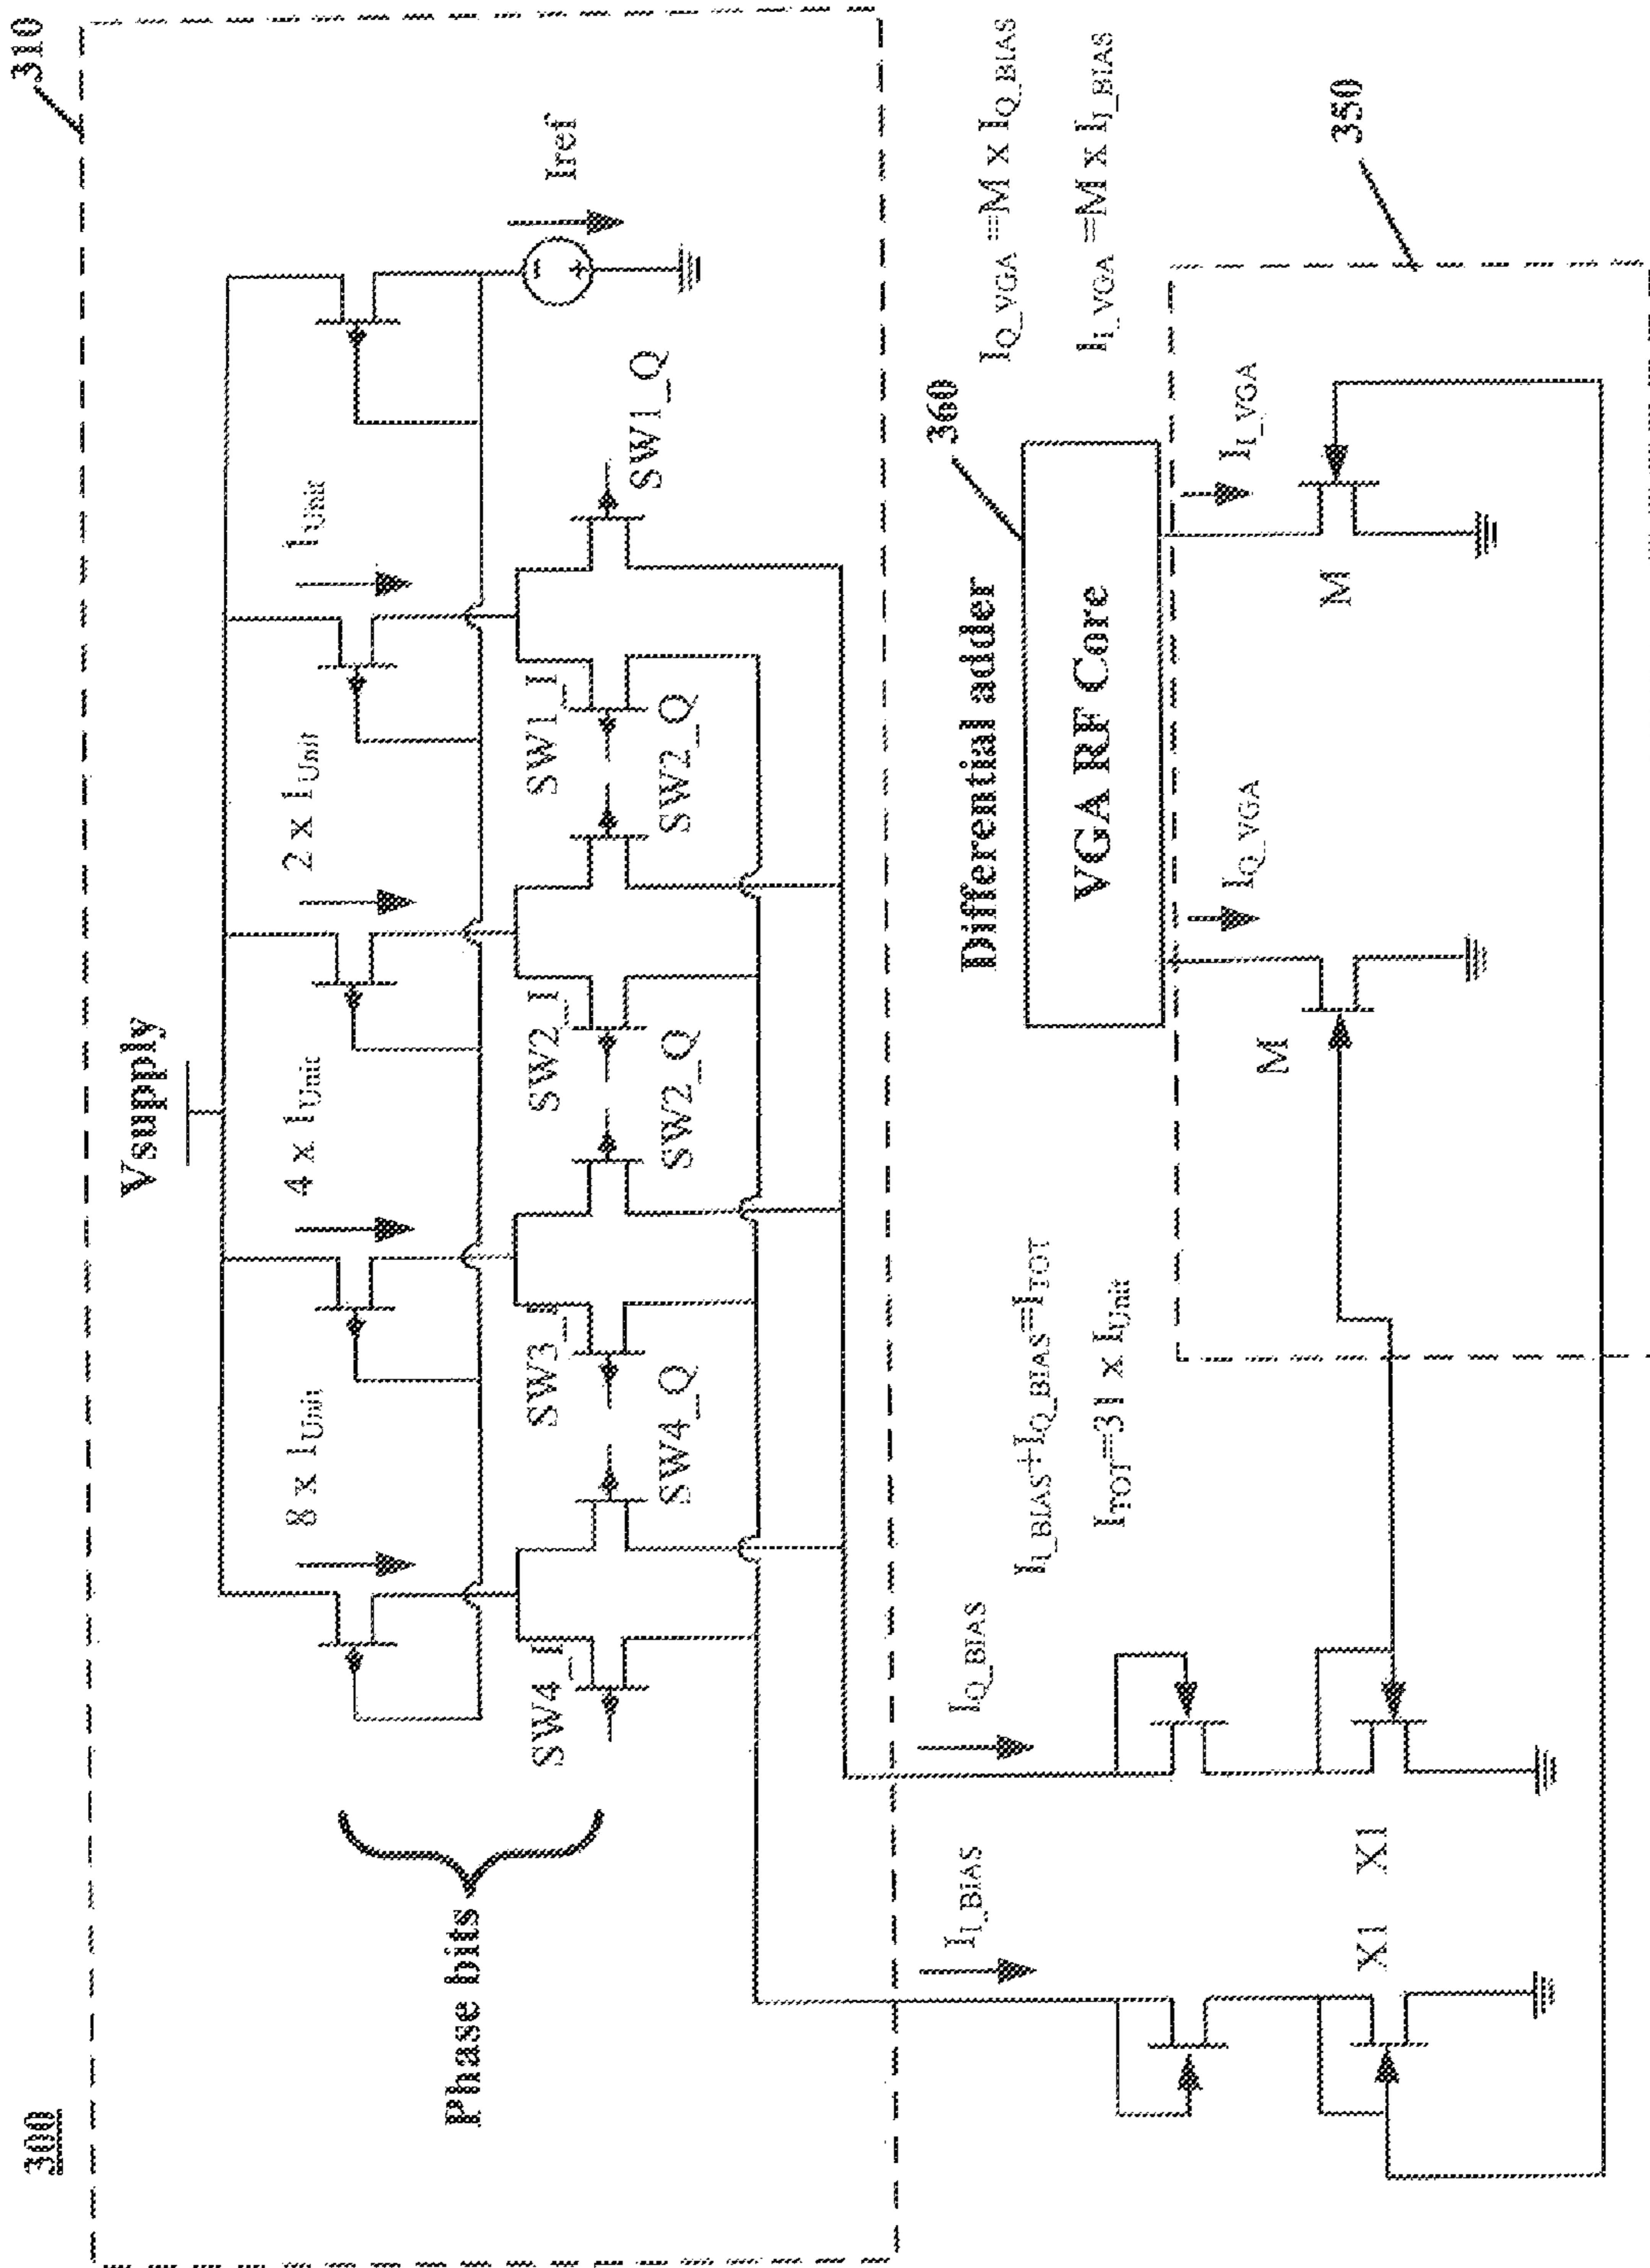 300
310
Vsupply
8 x I_Unit
4 x I_Unit
2 x I_Unit
I_Unit
Iref
Phase bits
SW4_I
SW4_Q
SW3_I
SW2_Q
SW2_I
SW2_Q
SW1_I
SW1_Q
I_I_BIAS
I_Q_BIAS
I_I_BIAS+I_Q_BIAS=I_TOT
I_TOT=31 x I_Unit
Differential adder
360
VGA RF Core
I_Q_VGA =M x I_Q_BIAS
I_I_VGA =M x I_I_BIAS
I_Q_VGA
I_I_VGA
350
X1
X1
M
M